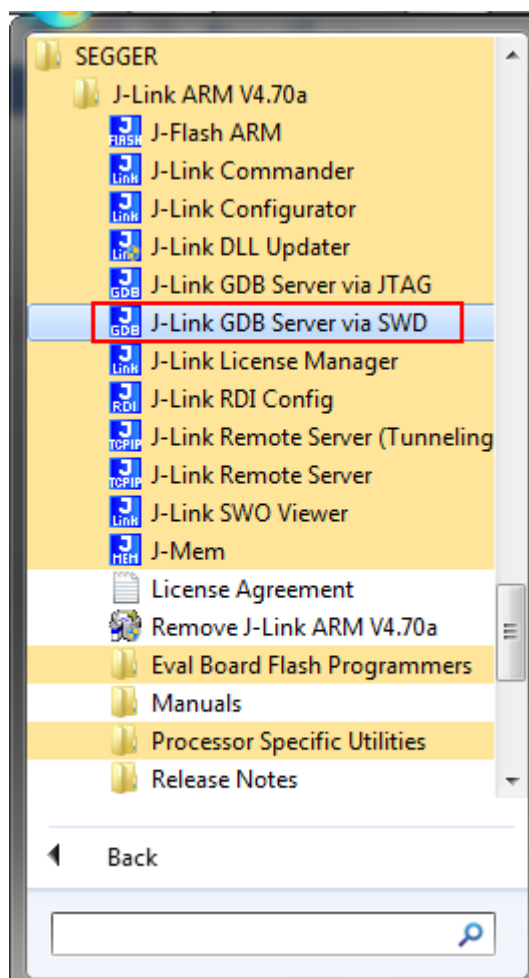 SEGGER
J-Link ARM V4.70a
J-Flash ARM
J-Link Commander
J-Link Configurator
J-Link DLL Updater
J-Link GDB Server via JTAG
J-Link GDB Server via SWD
J-Link License Manager
J-Link RDI Config
J-Link Remote Server (Tunneling
J-Link Remote Server
J-Link SWO Viewer
J-Mem
License Agreement
Remove J-Link ARM V4.70a
Eval Board Flash Programmers
Manuals
Processor Specific Utilities
Release Notes
Back